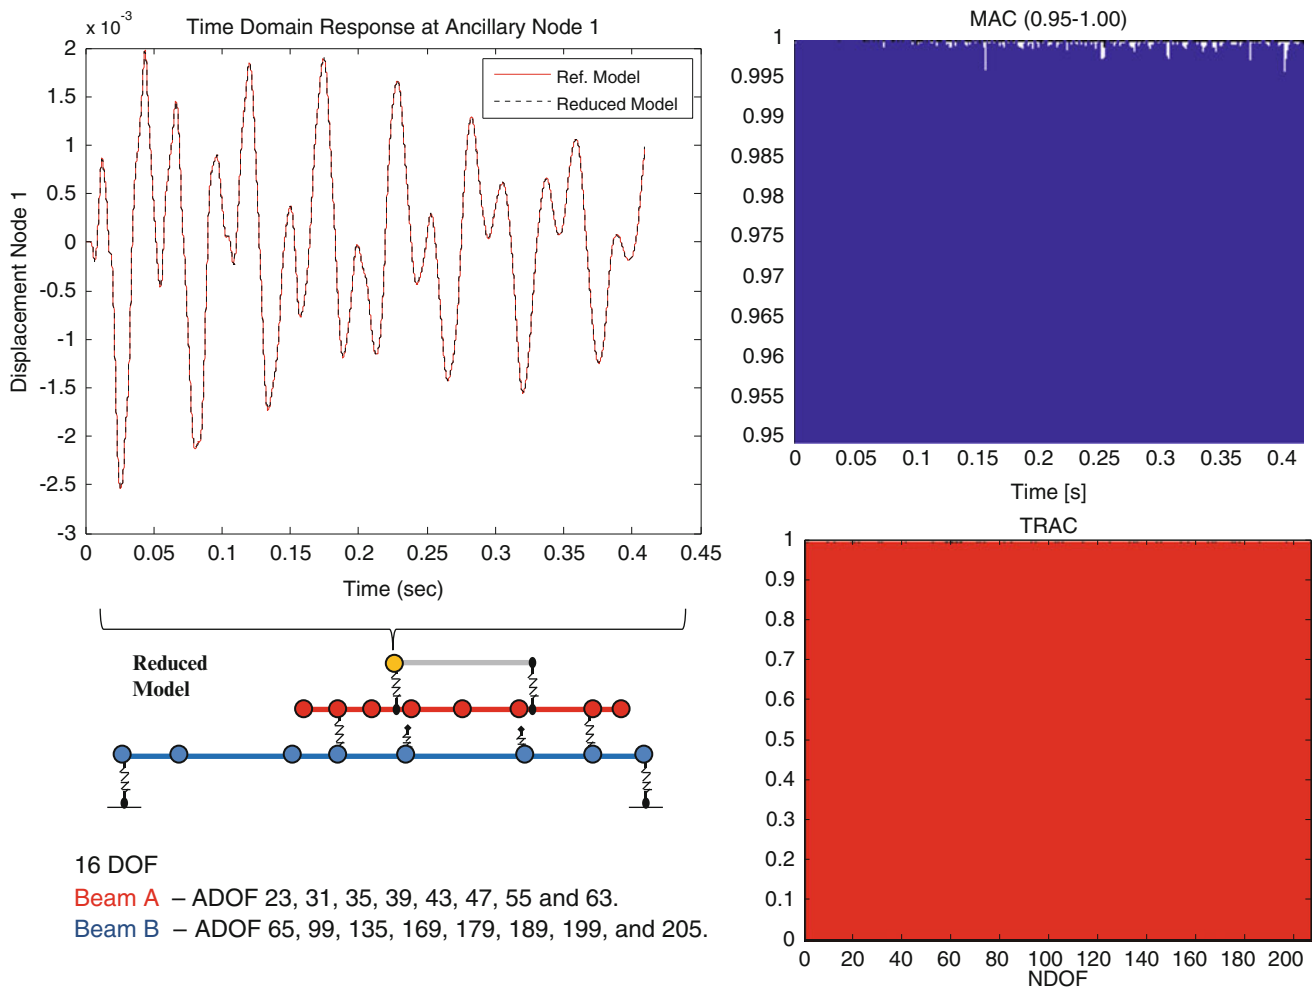 Time Domain Response at Ancillary Node 1
x 10⁻³
2
1.5
1
0.5
0
-0.5
-1
-1.5
-2
-2.5
-3
Displacement Node 1
Ref. Model
Reduced Model
0 0.05 0.1 0.15 0.2 0.25 0.3 0.35 0.4 0.45
Time (sec)
MAC (0.95-1.00)
1
0.995
0.99
0.985
0.98
0.975
0.97
0.965
0.96
0.955
0.95
0 0.05 0.1 0.15 0.2 0.25 0.3 0.35 0.4
Time [s]
TRAC
1
0.9
0.8
0.7
0.6
0.5
0.4
0.3
0.2
0.1
0
0 20 40 60 80 100 120 140 160 180 200
NDOF
Reduced
Model
16 DOF
Beam A – ADOF 23, 31, 35, 39, 43, 47, 55 and 63.
Beam B – ADOF 65, 99, 135, 169, 179, 189, 199, and 205.